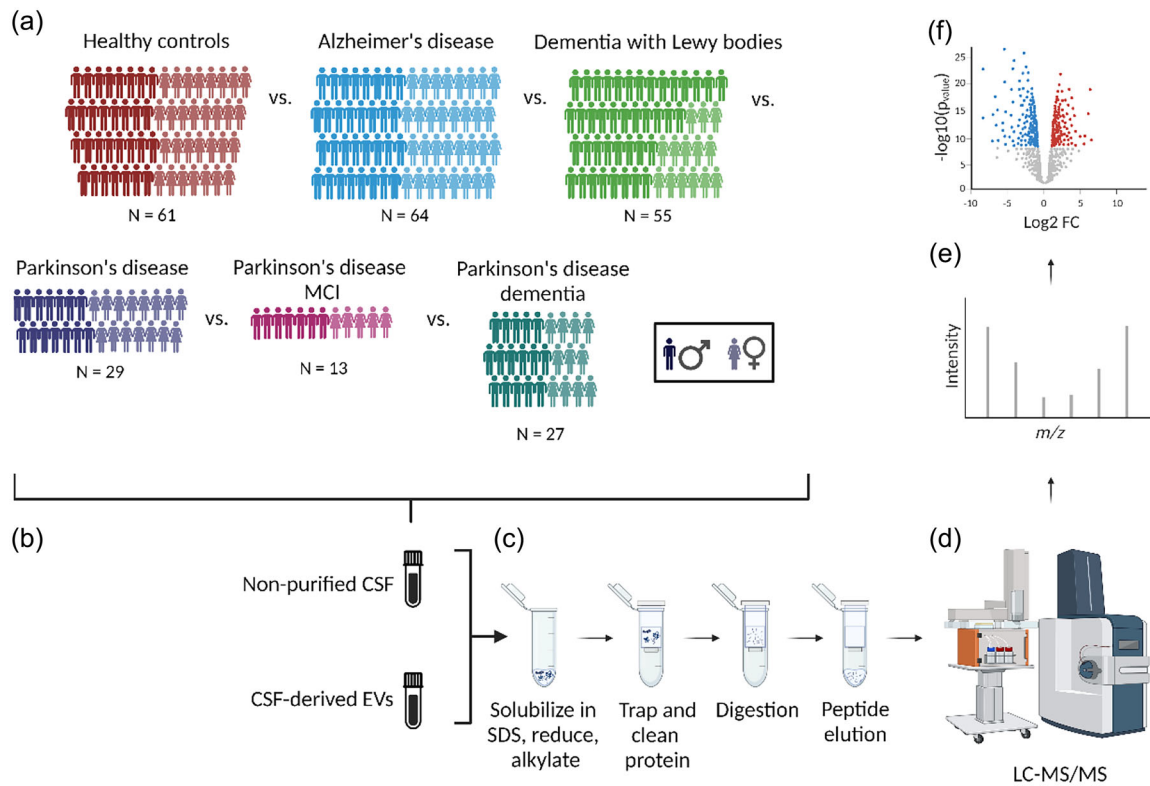 (a)
Healthy controls
Alzheimer's disease
Dementia with Lewy bodies
vs.
vs.
vs.
N = 61
N = 64
N = 55
Parkinson's disease
Parkinson's disease
MCI
Parkinson's disease
dementia
vs.
vs.
N = 29
N = 13
N = 27
(b)
Non-purified CSF
CSF-derived EVs
(c)
Solubilize in
SDS, reduce,
alkylate
Trap and
clean
protein
Digestion
Peptide
elution
(d)
LC-MS/MS
(e)
Intensity
m/z
(f)
-log10(pvalue)
25
20
15
10
5
0
-10
-5
0
5
10
Log2 FC